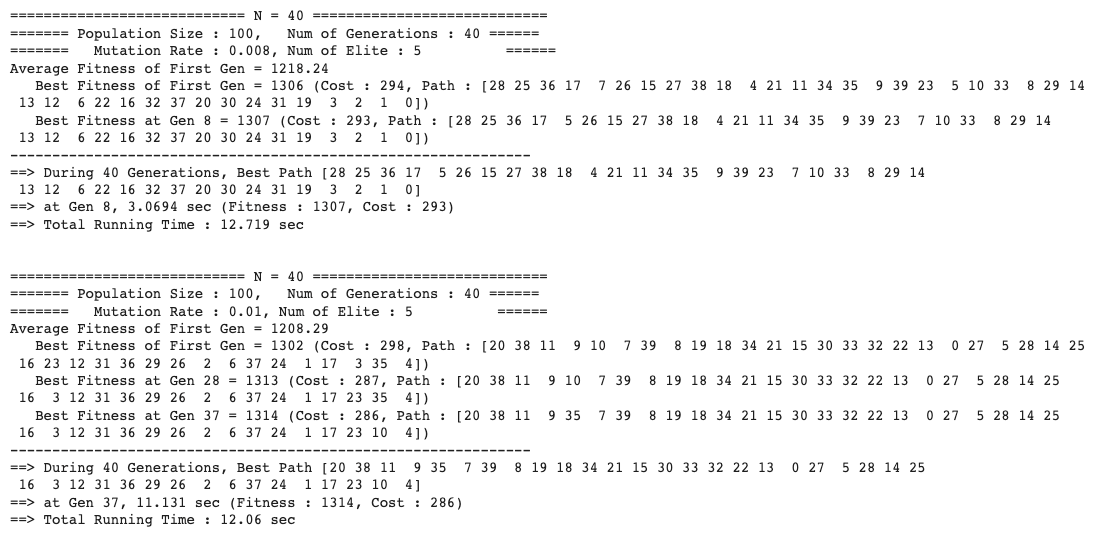 ============================ N = 40 ============================
======= Population Size : 100,   Num of Generations : 40 ======
=======   Mutation Rate : 0.008, Num of Elite : 5          ======
Average Fitness of First Gen = 1218.24
   Best Fitness of First Gen = 1306 (Cost : 294, Path : [28 25 36 17  7 26 15 27 38 18  4 21 11 34 35  9 39 23  5 10 33  8 29 14
 13 12  6 22 16 32 37 20 30 24 31 19  3  2  1  0])
   Best Fitness at Gen 8 = 1307 (Cost : 293, Path : [28 25 36 17  5 26 15 27 38 18  4 21 11 34 35  9 39 23  7 10 33  8 29 14
 13 12  6 22 16 32 37 20 30 24 31 19  3  2  1  0])
--------------------------------------------------------------
==> During 40 Generations, Best Path [28 25 36 17  5 26 15 27 38 18  4 21 11 34 35  9 39 23  7 10 33  8 29 14
 13 12  6 22 16 32 37 20 30 24 31 19  3  2  1  0]
==> at Gen 8, 3.0694 sec (Fitness : 1307, Cost : 293)
==> Total Running Time : 12.719 sec
============================ N = 40 ============================
======= Population Size : 100,   Num of Generations : 40 ======
=======   Mutation Rate : 0.01, Num of Elite : 5          ======
Average Fitness of First Gen = 1208.29
   Best Fitness of First Gen = 1302 (Cost : 298, Path : [20 38 11  9 10  7 39  8 19 18 34 21 15 30 33 32 22 13  0 27  5 28 14 25
 16 23 12 31 36 29 26  2  6 37 24  1 17  3 35  4])
   Best Fitness at Gen 28 = 1313 (Cost : 287, Path : [20 38 11  9 10  7 39  8 19 18 34 21 15 30 33 32 22 13  0 27  5 28 14 25
 16  3 12 31 36 29 26  2  6 37 24  1 17 23 35  4])
   Best Fitness at Gen 37 = 1314 (Cost : 286, Path : [20 38 11  9 35  7 39  8 19 18 34 21 15 30 33 32 22 13  0 27  5 28 14 25
 16  3 12 31 36 29 26  2  6 37 24  1 17 23 10  4])
--------------------------------------------------------------
==> During 40 Generations, Best Path [20 38 11  9 35  7 39  8 19 18 34 21 15 30 33 32 22 13  0 27  5 28 14 25
 16  3 12 31 36 29 26  2  6 37 24  1 17 23 10  4]
==> at Gen 37, 11.131 sec (Fitness : 1314, Cost : 286)
==> Total Running Time : 12.06 sec